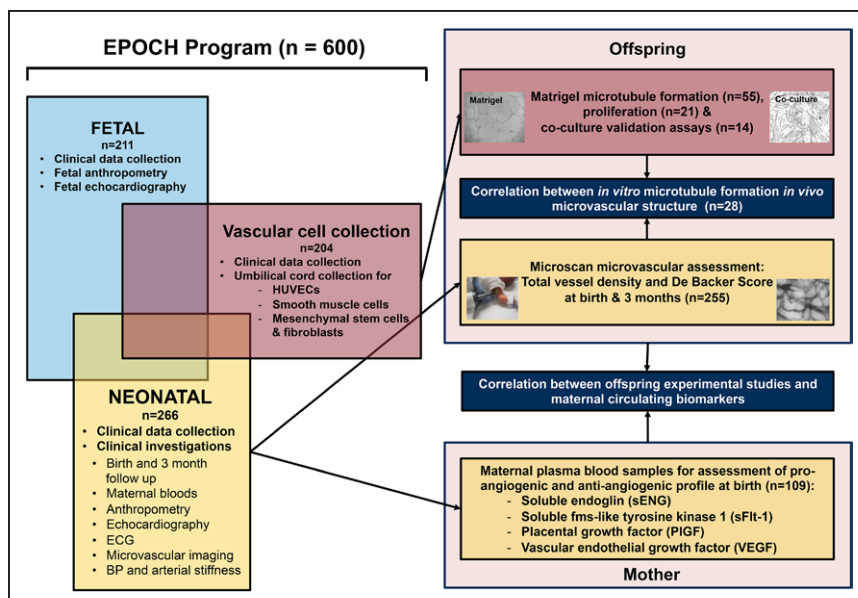 EPOCH Program (n = 600)
FETAL
n=211
• Clinical data collection
• Fetal anthropometry
• Fetal echocardiography
Vascular cell collection
n=204
• Clinical data collection
• Umbilical cord collection for
- HUVECs
- Smooth muscle cells
- Mesenchymal stem cells
& fibroblasts
NEONATAL
n=266
• Clinical data collection
• Clinical investigations
• Birth and 3 month
follow up
• Maternal bloods
• Anthropometry
• Echocardiography
• ECG
• Microvascular imaging
• BP and arterial stiffness
Offspring
Matrigel
Matrigel microtubule formation (n=55),
proliferation (n=21) &
co-culture validation assays (n=14)
Co-culture
Correlation between in vitro microtubule formation in vivo
microvascular structure (n=28)
Microscan microvascular assessment:
Total vessel density and De Backer Score
at birth & 3 months (n=255)
Correlation between offspring experimental studies and
maternal circulating biomarkers
Maternal plasma blood samples for assessment of pro-
angiogenic and anti-angiogenic profile at birth (n=109):
- Soluble endoglin (sENG)
- Soluble fms-like tyrosine kinase 1 (sFlt-1)
- Placental growth factor (PlGF)
- Vascular endothelial growth factor (VEGF)
Mother